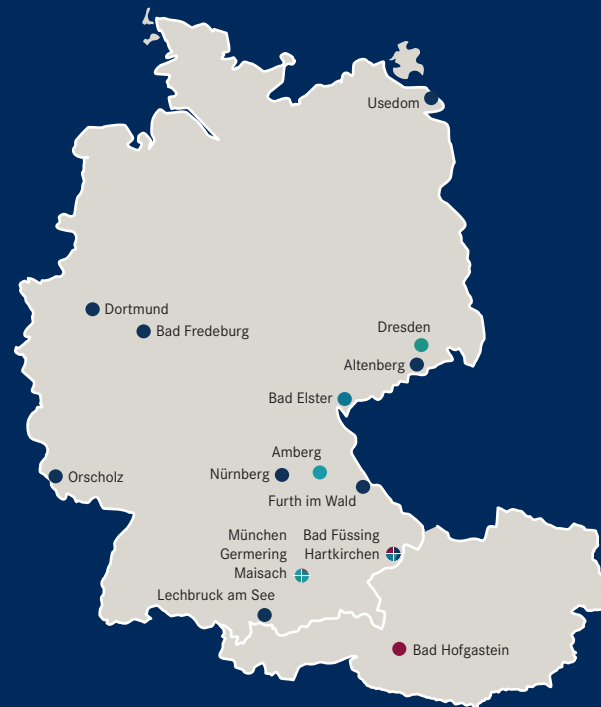 Usedom
Dortmund
Bad Fredeburg
Dresden
Altenberg
Bad Elster
Amberg
Nürnberg
Orscholz
Furth im Wald
München
Germering
Maisach
Bad Füssing
Hartkirchen
Lechbruck am See
Bad Hofgastein